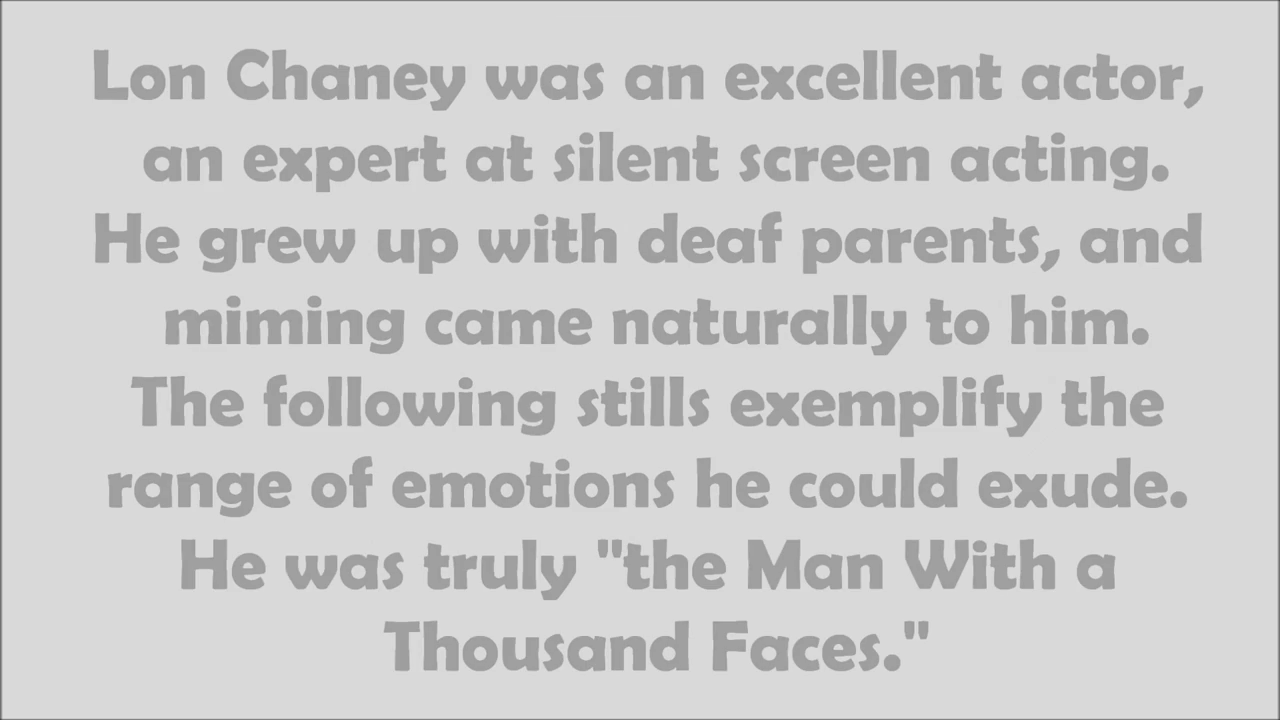 Lon Chaney was an excellent actor,
an expert at silent screen acting.
He grew up with deaf parents, and
miming came naturally to him.
The following stills exemplify the
range of emotions he could exude.
He was truly "the Man With a
Thousand Faces."